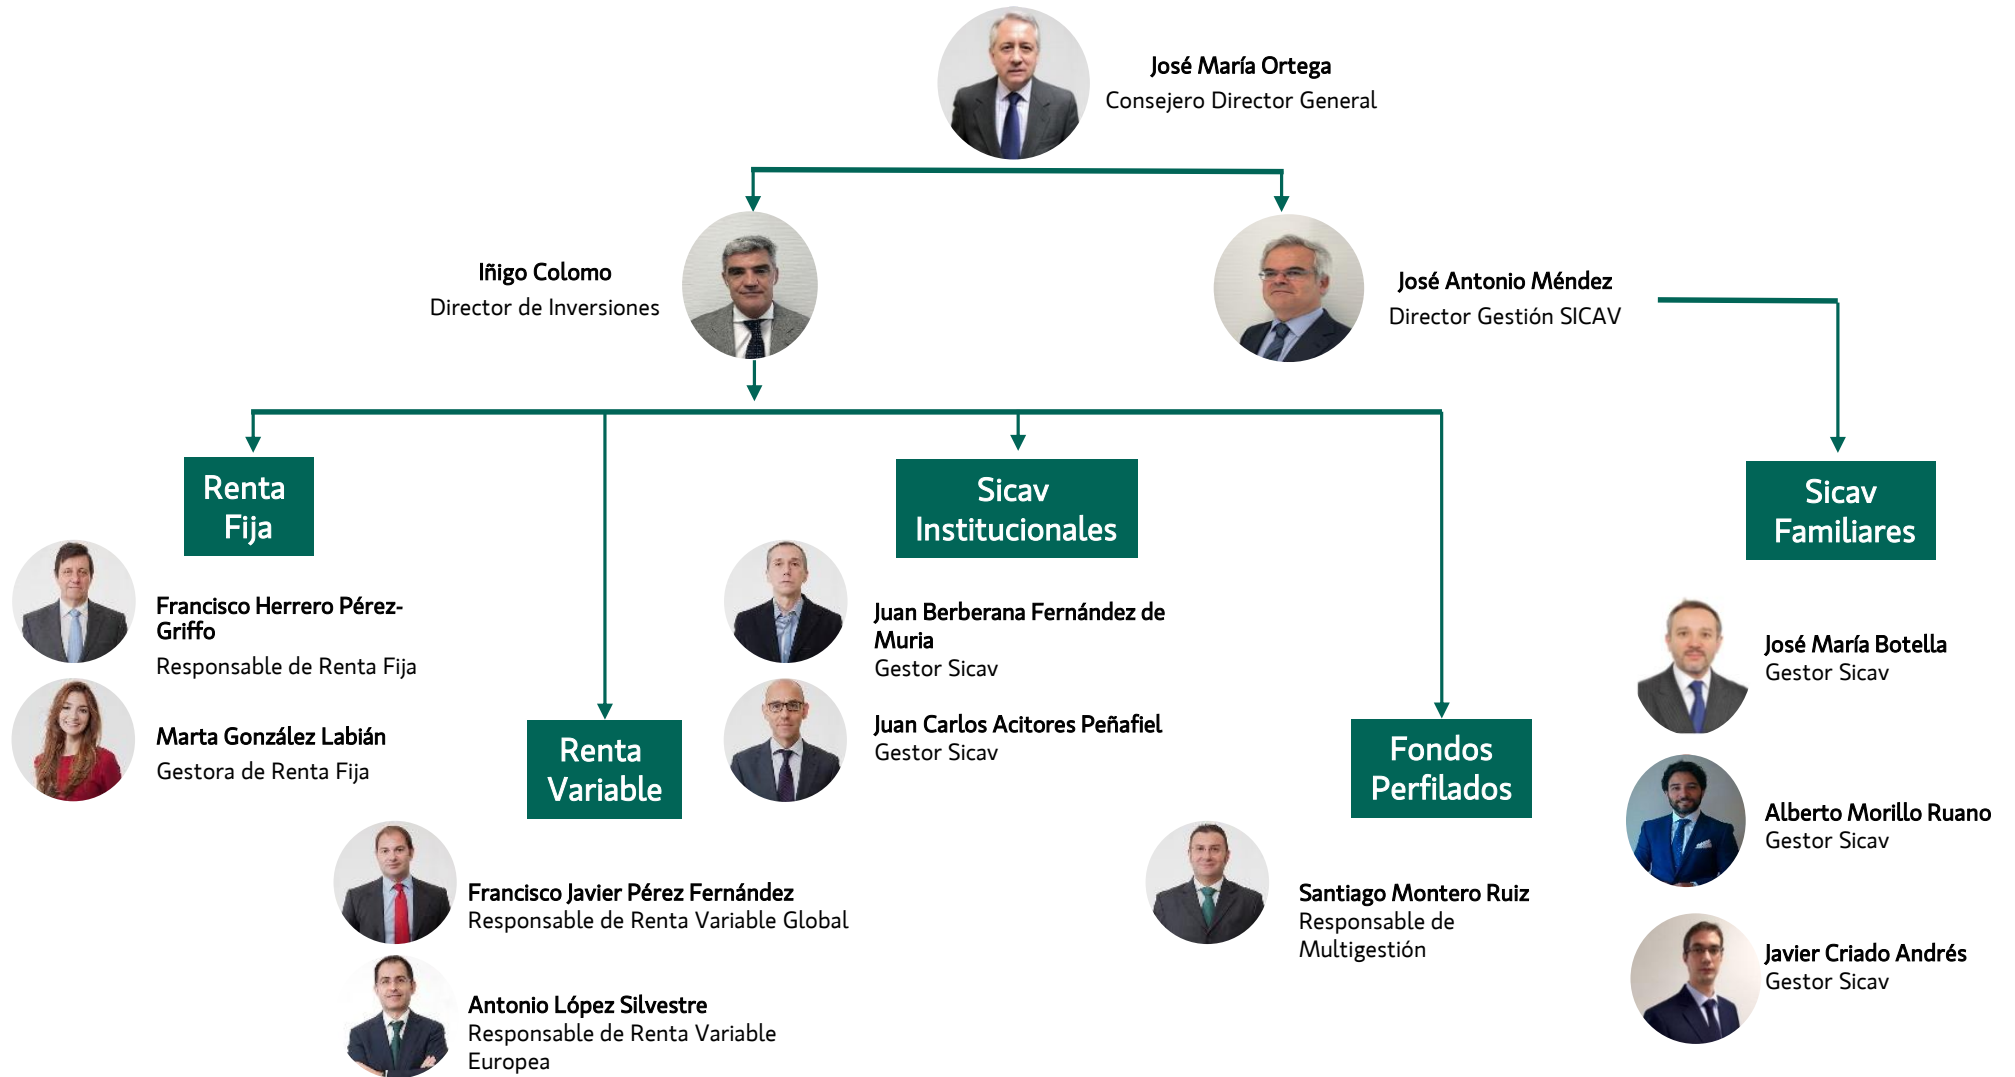 José María Ortega
Consejero Director General
Iñigo Colomo
Director de Inversiones
José Antonio Méndez
Director Gestión SICAV
Renta
Fija
Francisco Herrero Pérez-
Griffo
Responsable de Renta Fija
Marta González Labián
Gestora de Renta Fija
Renta
Variable
Francisco Javier Pérez Fernández
Responsable de Renta Variable Global
Antonio López Silvestre
Responsable de Renta Variable
Europea
Sicav
Institucionales
Juan Berberana Fernández de
Muria
Gestor Sicav
Juan Carlos Acitores Peñafiel
Gestor Sicav
Fondos
Perfilados
Santiago Montero Ruiz
Responsable de
Multigestión
Sicav
Familiares
José María Botella
Gestor Sicav
Alberto Morillo Ruano
Gestor Sicav
Javier Criado Andrés
Gestor Sicav